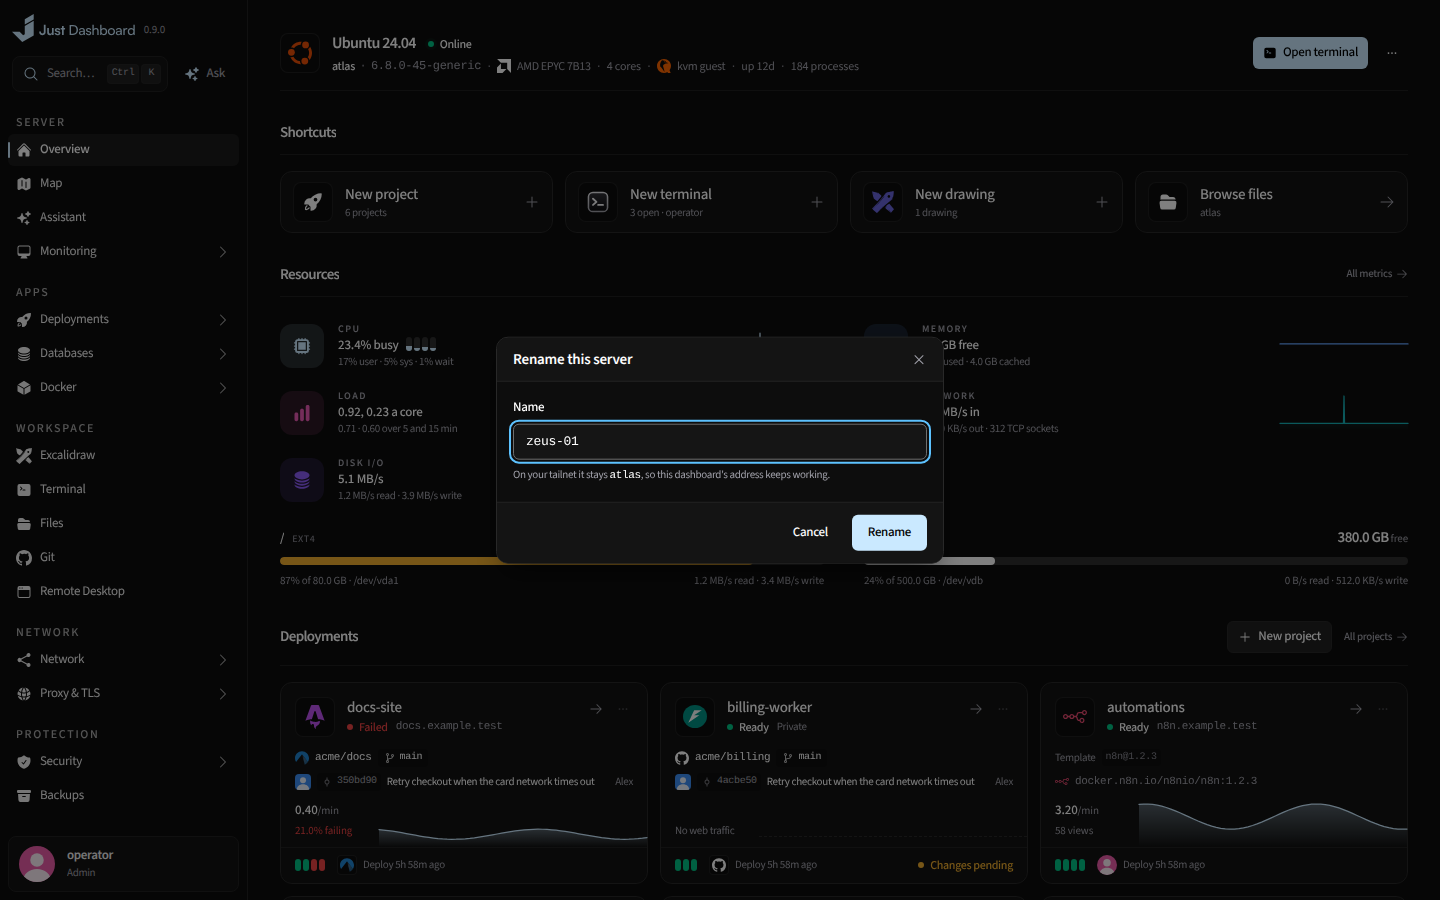 Just Dashboard 0.9.0
Search... Ctrl K Ask
SERVER
Overview
Map
Assistant
Monitoring
APPS
Deployments
Databases
Docker
WORKSPACE
Excalidraw
Terminal
Files
Git
Remote Desktop
NETWORK
Network
Proxy & TLS
PROTECTION
Security
Backups
operator
Admin
Ubuntu 24.04 Online
atlas · 6.8.0-45-generic · AMD EPYC 7B13 · 4 cores · kvm guest · up 12d · 184 processes
Open terminal
Shortcuts
New project
6 projects
New terminal
3 open · operator
New drawing
1 drawing
Browse files
atlas
Resources
All metrics
CPU
23.4% busy
17% user · 5% sys · 1% wait
MEMORY
GB free
used · 4.0 GB cached
LOAD
0.92, 0.23 a core
0.71 · 0.60 over 5 and 15 min
WORK
MB/s in
KB/s out · 312 TCP sockets
DISK I/O
5.1 MB/s
1.2 MB/s read · 3.9 MB/s write
Rename this server
Name
zeus-01
On your tailnet it stays atlas, so this dashboard's address keeps working.
Cancel
Rename
/ EXT4
87% of 80.0 GB · /dev/vda1
1.2 MB/s read · 3.4 MB/s write
380.0 GB free
24% of 500.0 GB · /dev/vdb
0 B/s read · 512.0 KB/s write
Deployments
New project
All projects
docs-site
Failed docs.example.test
acme/docs main
350bd90 Retry checkout when the card network times out Alex
0.40/min
21.0% failing
Deploy 5h 58m ago
billing-worker
Ready Private
acme/billing main
4acbe50 Retry checkout when the card network times out Alex
No web traffic
Deploy 5h 58m ago
Changes pending
automations
Ready n8n.example.test
Template n8n@1.2.3
docker.n8n.io/n8nio/n8n:1.2.3
3.20/min
58 views
Deploy 5h 58m ago